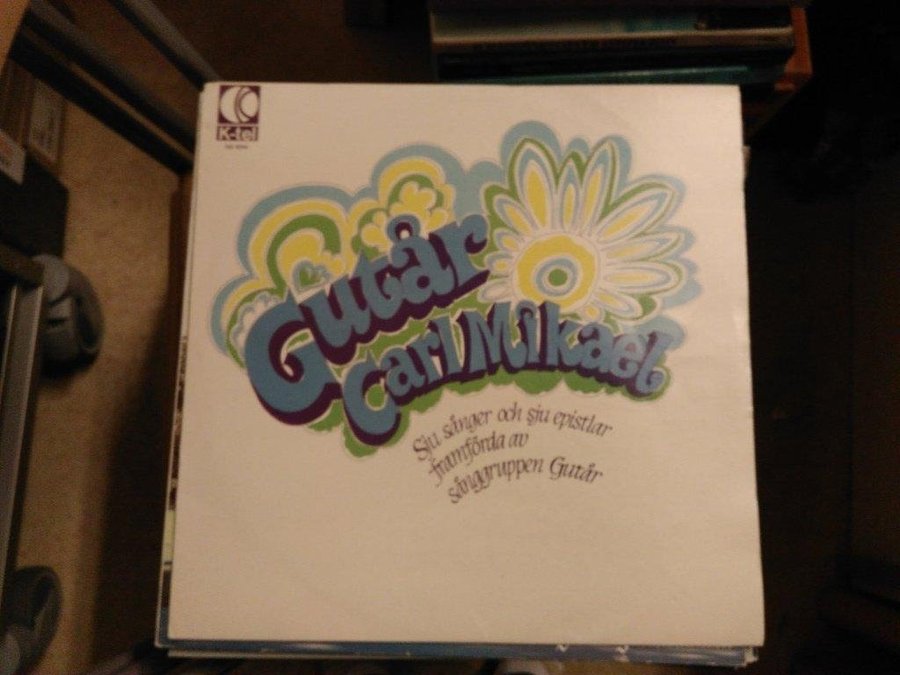 K-tel
Gutår
Carl Mikael
Sju sånger och sju epistlar
framförda av
sånggruppen Gutår